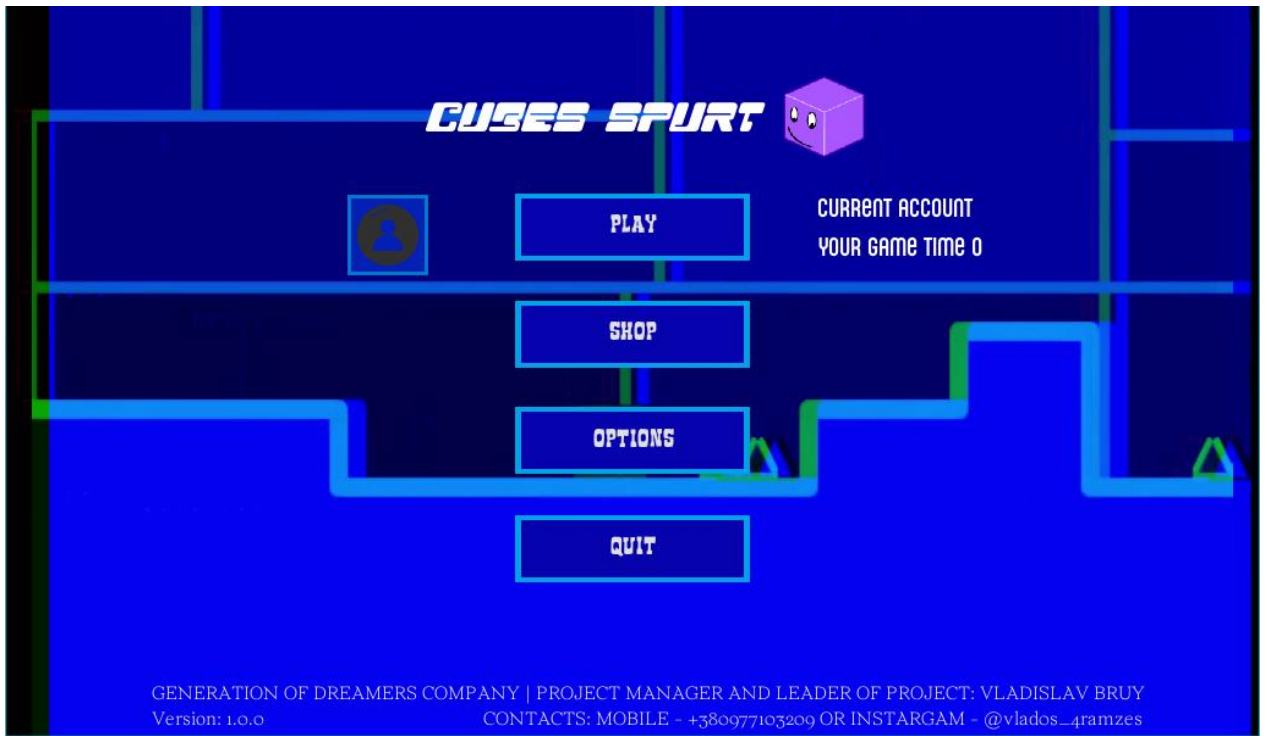 CUBES SPURT
PLAY
CURRENT ACCOUNT
YOUR GAME TIME 0
SHOP
OPTIONS
QUIT
GENERATION OF DREAMERS COMPANY | PROJECT MANAGER AND LEADER OF PROJECT: VLADISLAV BRUY
Version: 1.0.0 CONTACTS: MOBILE - +380977103209 OR INSTARGAM - @vlados_4ramzes